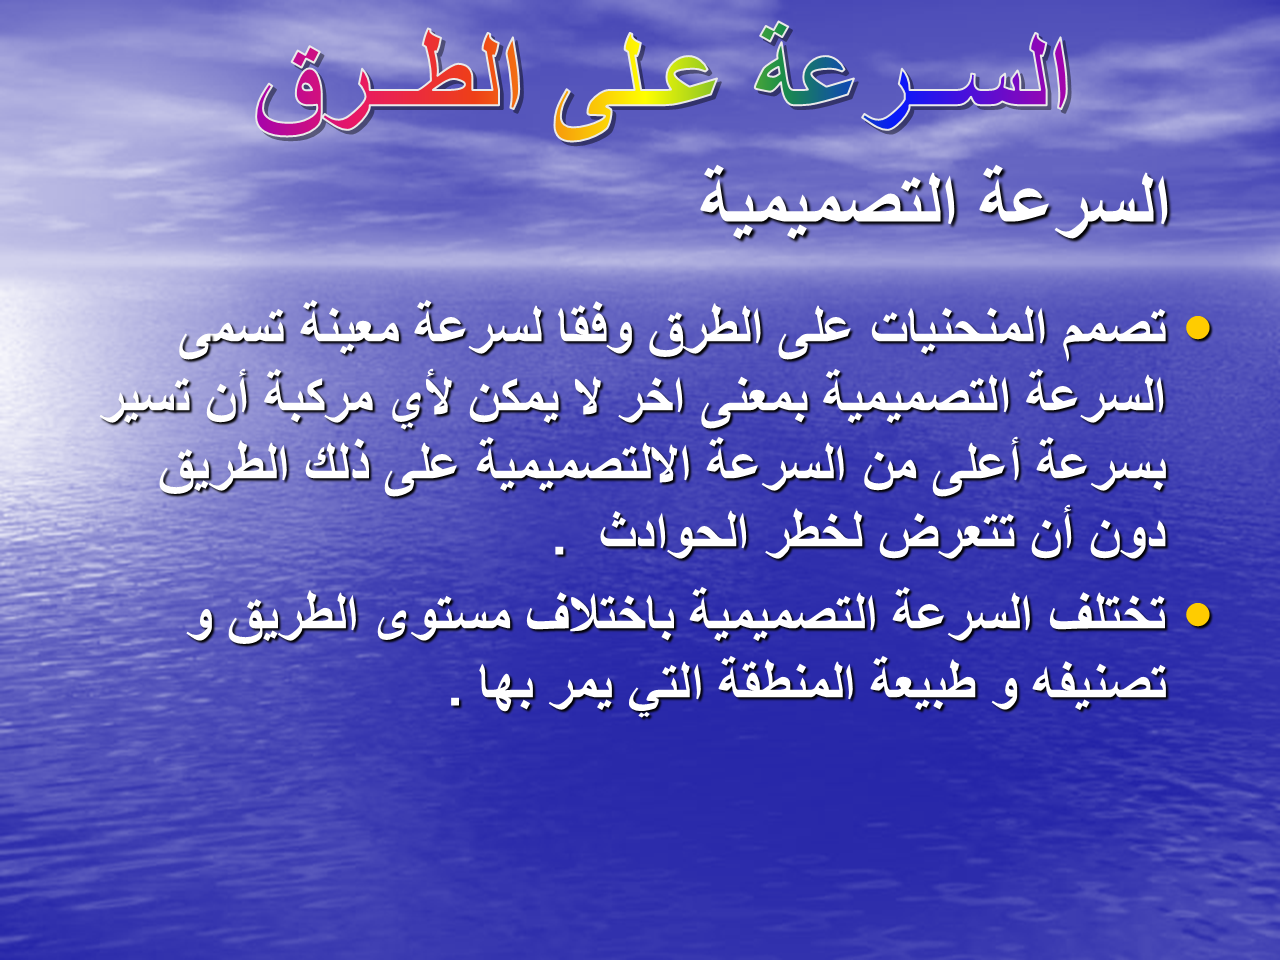 السرعة على الطرق
السرعة التصميمية
• تصمم المنحنيات على الطرق وفقا لسرعة معينة تسمى
السرعة التصميمية بمعنى اخر لا يمكن لأي مركبة أن تسير
بسرعة أعلى من السرعة الالتصميمية على ذلك الطريق
دون أن تتعرض لخطر الحوادث .
• تختلف السرعة التصميمية باختلاف مستوى الطريق و
تصنيفه و طبيعة المنطقة التي يمر بها .